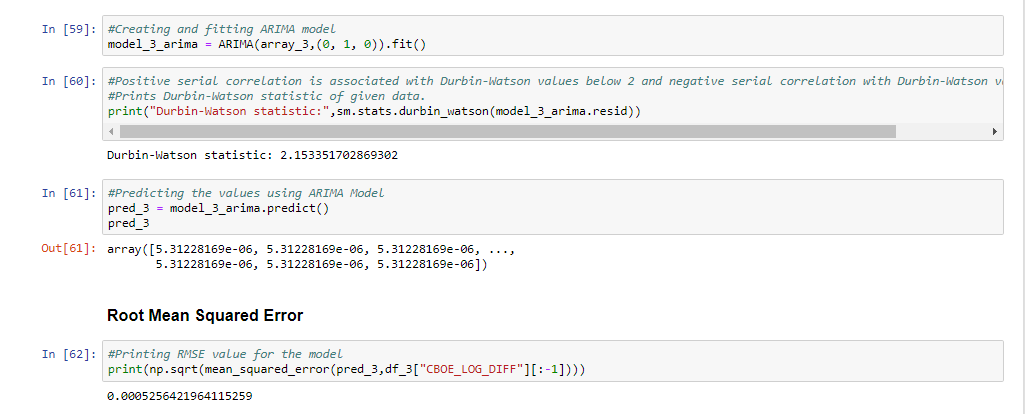 In [59]: #Creating and fitting ARIMA model
model_3_arima = ARIMA(array_3,(0, 1, 0)).fit()
In [60]: #Positive serial correlation is associated with Durbin-Watson values below 2 and negative serial correlation with Durbin-Watson
#Prints Durbin-Watson statistic of given data.
print("Durbin-Watson statistic:",sm.stats.durbin_watson(model_3_arima.resid))
Durbin-Watson statistic: 2.153351702869302
In [61]: #Predicting the values using ARIMA Model
pred_3 = model_3_arima.predict()
pred_3
Out[61]: array([5.31228169e-06, 5.31228169e-06, 5.31228169e-06, ...,
5.31228169e-06, 5.31228169e-06, 5.31228169e-06])
Root Mean Squared Error
In [62]: #Printing RMSE value for the model
print(np.sqrt(mean_squared_error(pred_3,df_3["CBOE_LOG_DIFF"][:-1])))
0.0005256421964115259